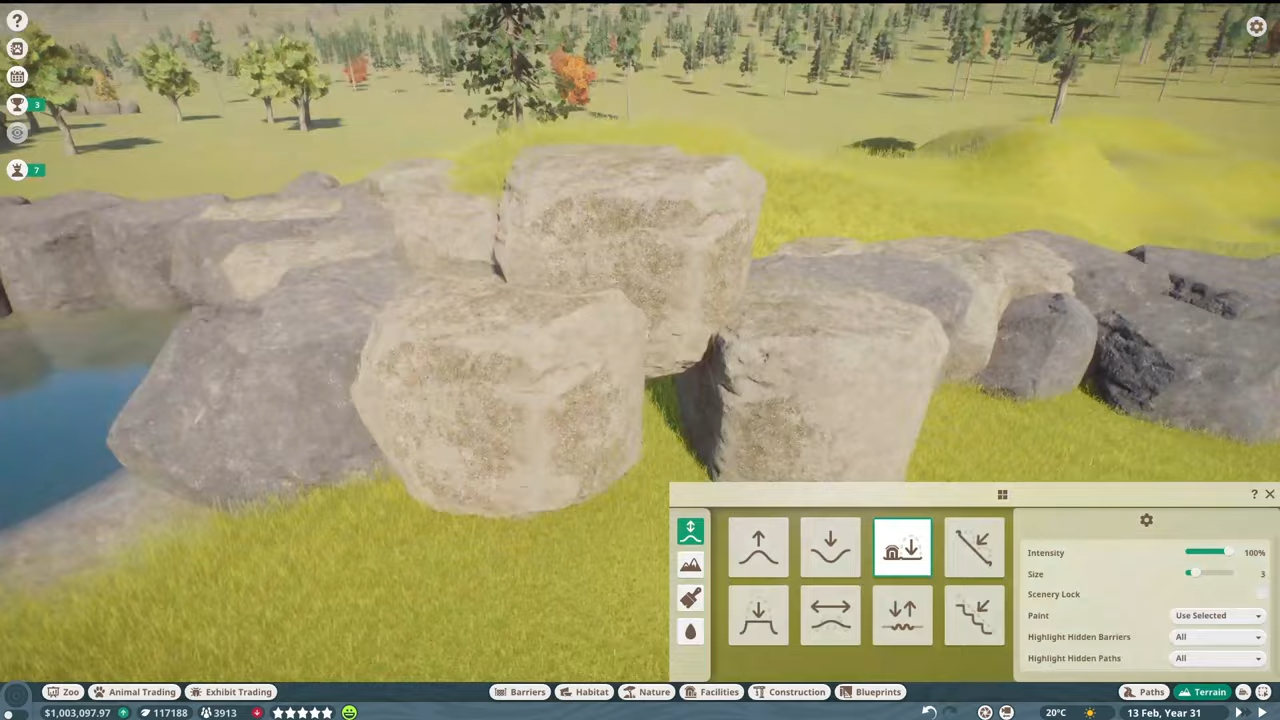 ?
3
7
? ×
Intensity 100%
Size 3
Scenery Lock
Paint Use Selected
Highlight Hidden Barriers All
Highlight Hidden Paths All
Zoo Animal Trading Exhibit Trading Barriers Habitat Nature Facilities Construction Blueprints Paths Terrain
$1,003,097.97 117188 3913 20°C 13 Feb, Year 31